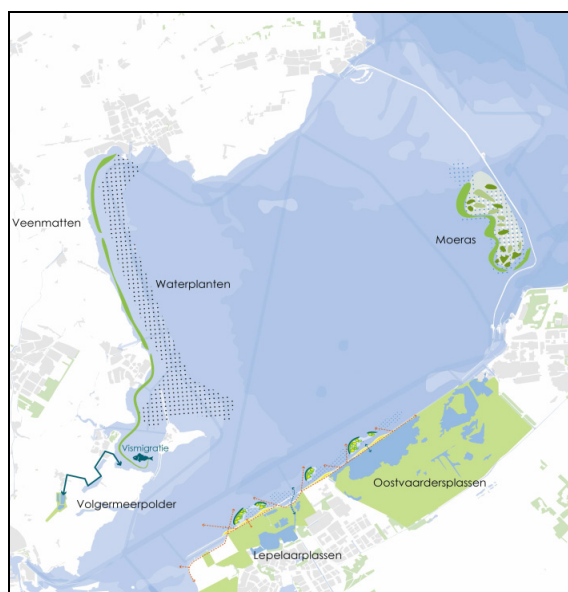 Veenmatten
Moeras
Waterplanten
Vismigratie
Oostvaardersplassen
Volgermeerpolder
Lepelaarplassen